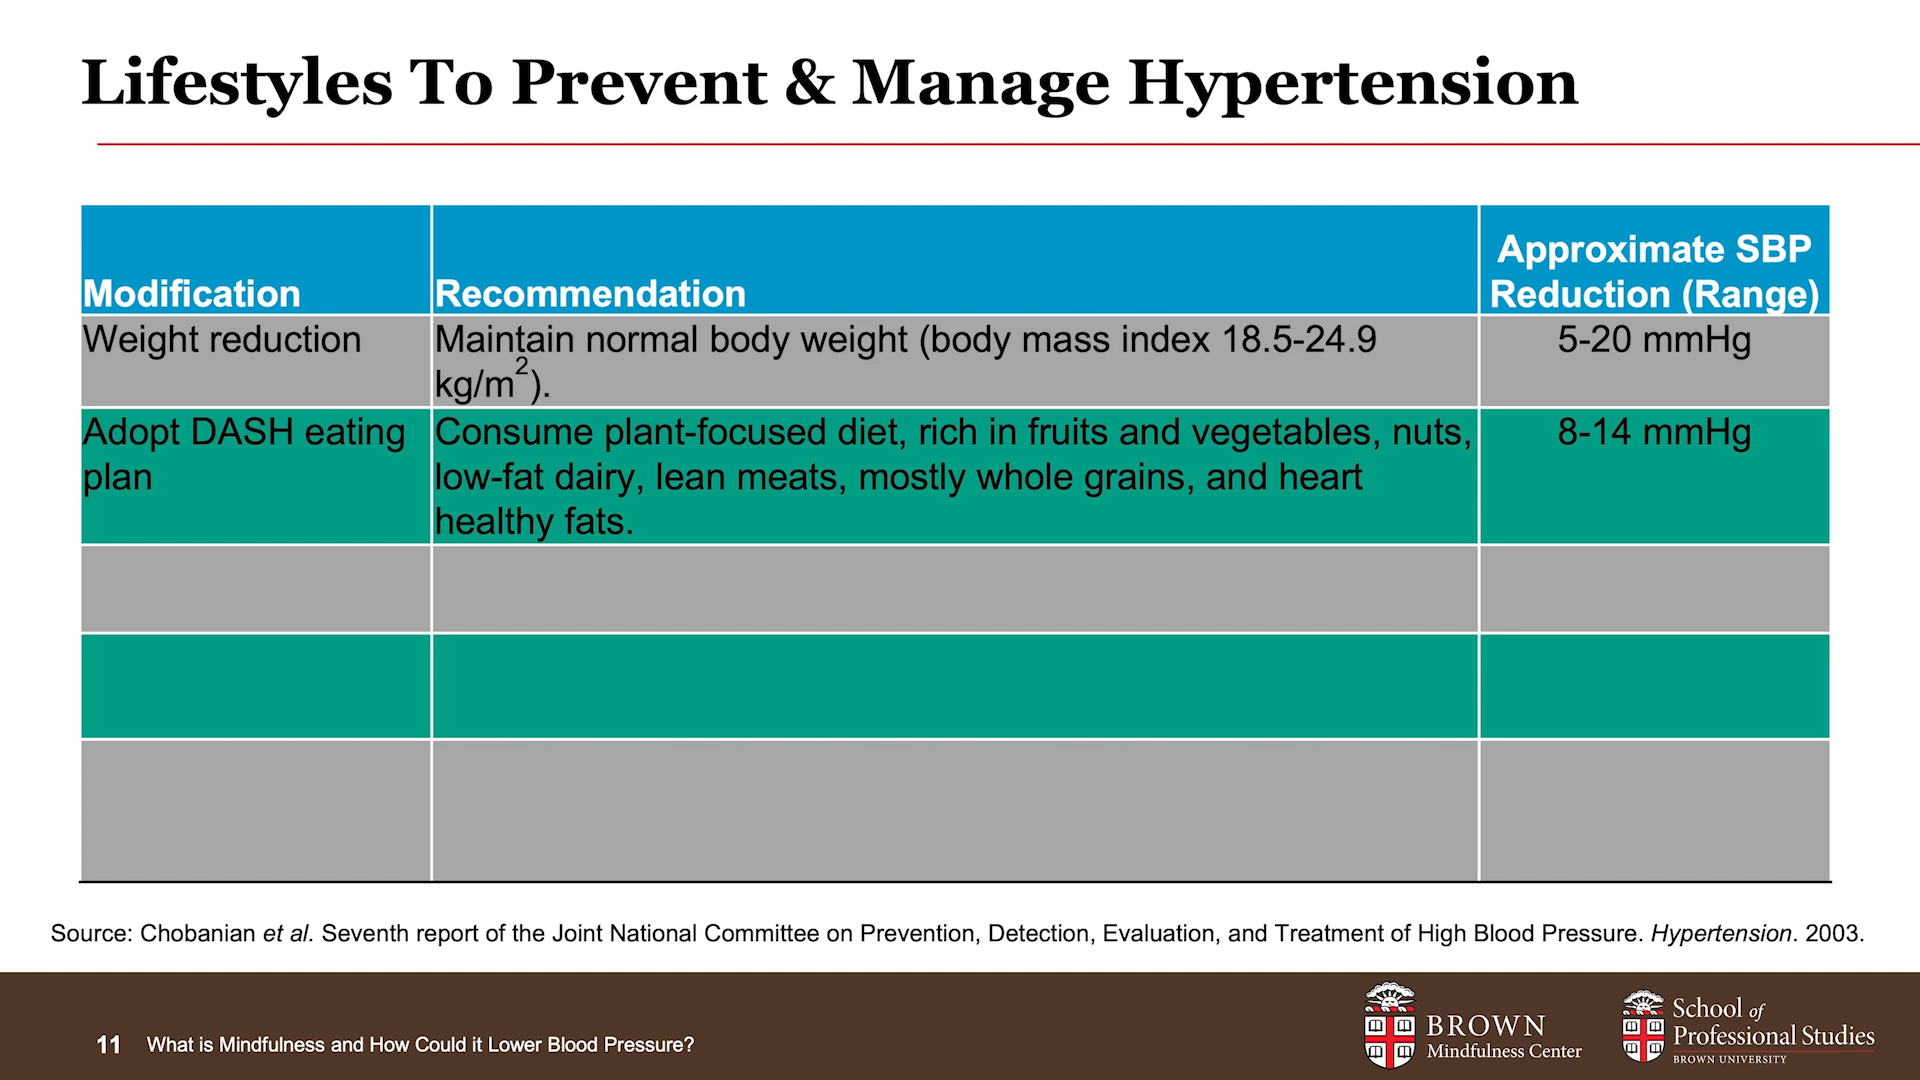 Lifestyles To Prevent & Manage Hypertension
Modification
Recommendation
Approximate SBP
Reduction (Range)
Weight reduction
Maintain normal body weight (body mass index 18.5-24.9
kg/m²).
5-20 mmHg
Adopt DASH eating
plan
Consume plant-focused diet, rich in fruits and vegetables, nuts,
low-fat dairy, lean meats, mostly whole grains, and heart
healthy fats.
8-14 mmHg
Source: Chobanian et al. Seventh report of the Joint National Committee on Prevention, Detection, Evaluation, and Treatment of High Blood Pressure. Hypertension. 2003.
11 What is Mindfulness and How Could it Lower Blood Pressure?
BROWN
Mindfulness Center
School of
Professional Studies
BROWN UNIVERSITY